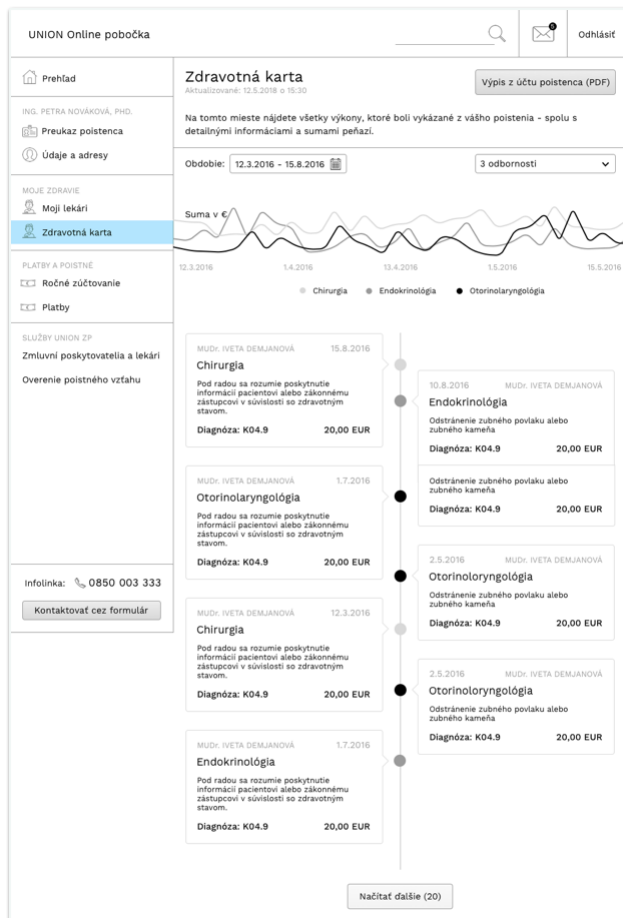 UNION Online pobočka
5
Odhlásiť
Prehľad
ING. PETRA NOVÁKOVÁ, PHD.
Preukaz poistenca
Údaje a adresy
MOJE ZDRAVIE
Moji lekári
Zdravotná karta
PLATBY A POISTNÉ
Ročné zúčtovanie
Platby
SLUŽBY UNION ZP
Zmluvní poskytovatelia a lekári
Overenie poistného vzťahu
Infolinka: 0850 003 333
Kontaktovať cez formulár
Zdravotná karta
Aktualizované: 12.5.2018 o 15:30
Výpis z účtu poistenca (PDF)
Na tomto mieste nájdete všetky výkony, ktoré boli vykázané z vášho poistenia - spolu s
detailnými informáciami a sumami peňazí.
Obdobie: 12.3.2016 - 15.8.2016
3 odbornosti
Suma v €
12.3.2016 1.4.2016 13.4.2016 1.5.2016 15.5.2016
Chirurgia Endokrinológia Otorinolaryngológia
MUDr. IVETA DEMJANOVÁ 15.8.2016
Chirurgia
Pod radou sa rozumie poskytnutie
informácií pacientovi alebo zákonnému
zástupcovi v súvislosti so zdravotným
stavom.
Diagnóza: K04.9 20,00 EUR
10.8.2016 MUDr. IVETA DEMJANOVÁ
Endokrinológia
Odstránenie zubného povlaku alebo
zubného kameňa
Diagnóza: K04.9 20,00 EUR
Odstránenie zubného povlaku alebo
zubného kameňa
Diagnóza: K04.9 20,00 EUR
MUDr. IVETA DEMJANOVÁ 1.7.2016
Otorinolaryngológia
Pod radou sa rozumie poskytnutie
informácií pacientovi alebo zákonnému
zástupcovi v súvislosti so zdravotným
stavom.
Diagnóza: K04.9 20,00 EUR
2.5.2016 MUDr. IVETA DEMJANOVÁ
Otorinoloryngológia
Odstránenie zubného povlaku alebo
zubného kameňa
Diagnóza: K04.9 20,00 EUR
MUDr. IVETA DEMJANOVÁ 12.3.2016
Chirurgia
Pod radou sa rozumie poskytnutie
informácií pacientovi alebo zákonnému
zástupcovi v súvislosti so zdravotným
stavom.
Diagnóza: K04.9 20,00 EUR
2.5.2016 MUDr. IVETA DEMJANOVÁ
Otorinoloryngológia
Odstránenie zubného povlaku alebo
zubného kameňa
Diagnóza: K04.9 20,00 EUR
MUDr. IVETA DEMJANOVÁ 1.7.2016
Endokrinológia
Pod radou sa rozumie poskytnutie
informácií pacientovi alebo zákonnému
zástupcovi v súvislosti so zdravotným
stavom.
Diagnóza: K04.9 20,00 EUR
Načítať ďalšie (20)